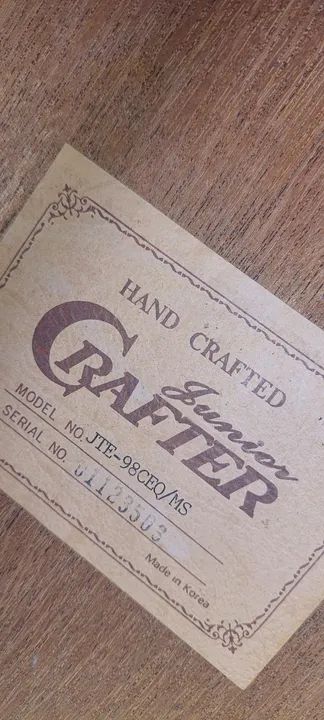 HAND CRAFTED
Junior
CRAFTER
MODEL NO. JTE-98CEQ/MS
SERIAL NO. 01123503
Made in Korea